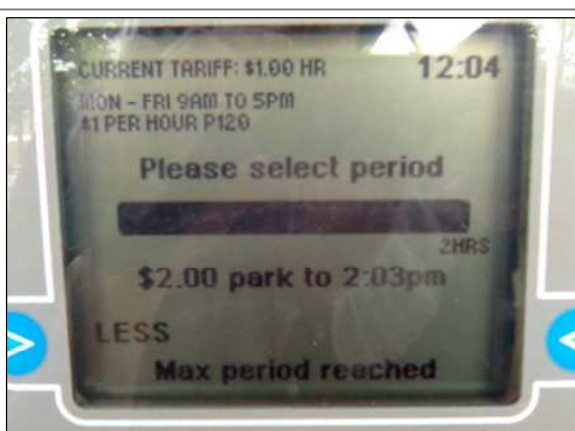 CURRENT TARIFF: $1.00 HR 12:04
MON - FRI 9AM TO 5PM
$1 PER HOUR P120
Please select period
2HRS
$2.00 park to 2:03pm
LESS
Max period reached